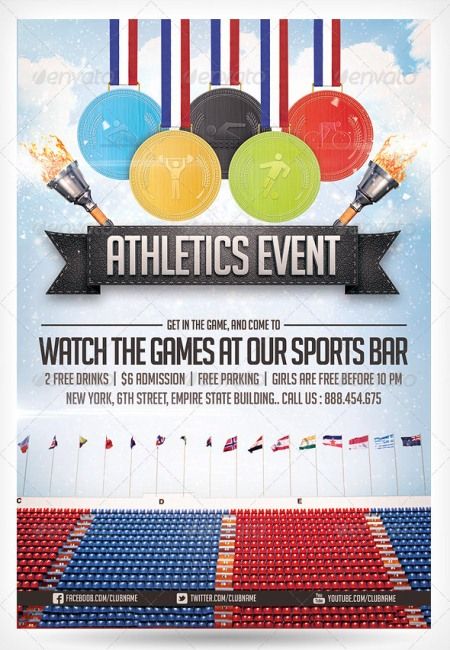 ATHLETICS EVENT
GET IN THE GAME, AND COME TO
WATCH THE GAMES AT OUR SPORTS BAR
2 FREE DRINKS | $6 ADMISSION | FREE PARKING | GIRLS ARE FREE BEFORE 10 PM
NEW YORK, 6TH STREET, EMPIRE STATE BUILDING.. CALL US : 888.454.675
C D E
FACEBOOB.COM/CLUBNAME TWITTER.COM/CLUBNAME YOUTUBE.COM/CLUBNAME